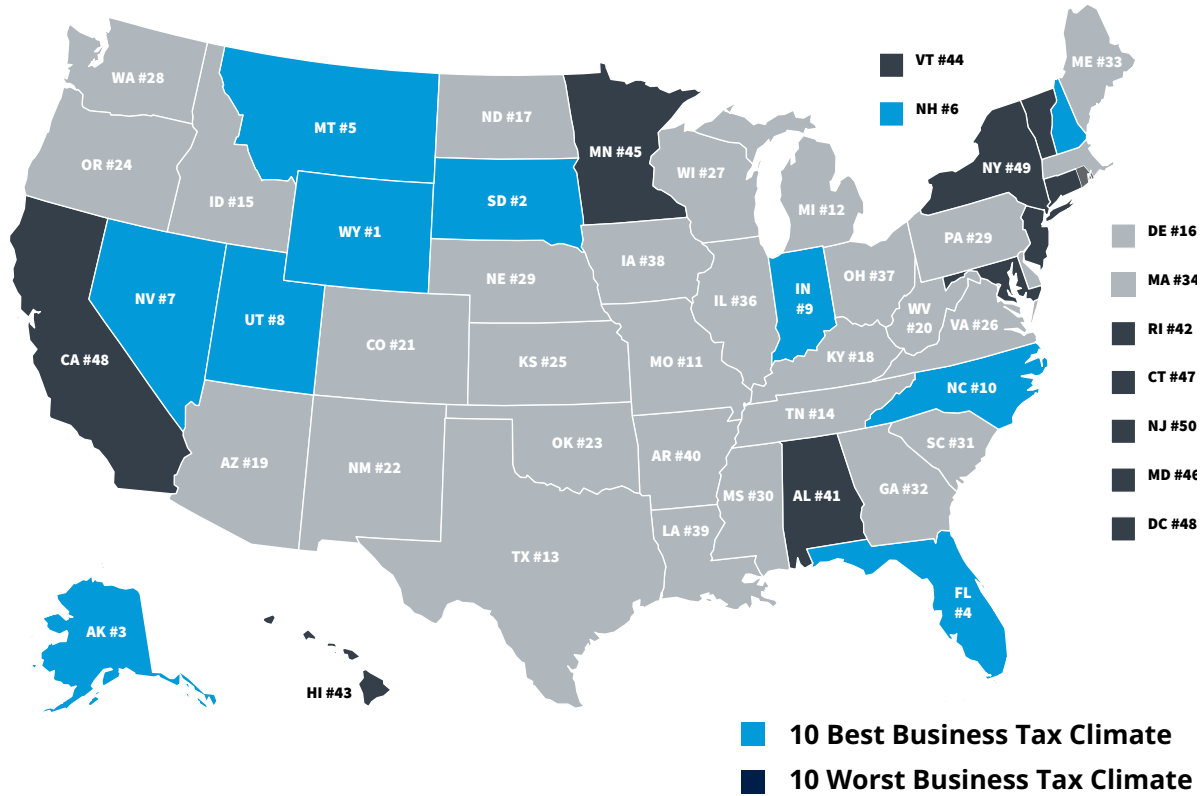 VT #44
NH #6
ME #33
WA #28
MT #5
ND #17
MN #45
OR #24
ID #15
SD #2
WI #27
NY #49
MI #12
WY #1
PA #29
DE #16
NV #7
NE #29
IA #38
OH #37
MA #34
UT #8
IL #36
IN
#9
WV
#20
VA #26
RI #42
CA #48
CO #21
KS #25
MO #11
KY #18
CT #47
NC #10
TN #14
NJ #50
AZ #19
NM #22
OK #23
AR #40
SC #31
MD #46
MS #30
AL #41
GA #32
DC #48
LA #39
TX #13
FL
#4
AK #3
HI #43
10 Best Business Tax Climate
10 Worst Business Tax Climate